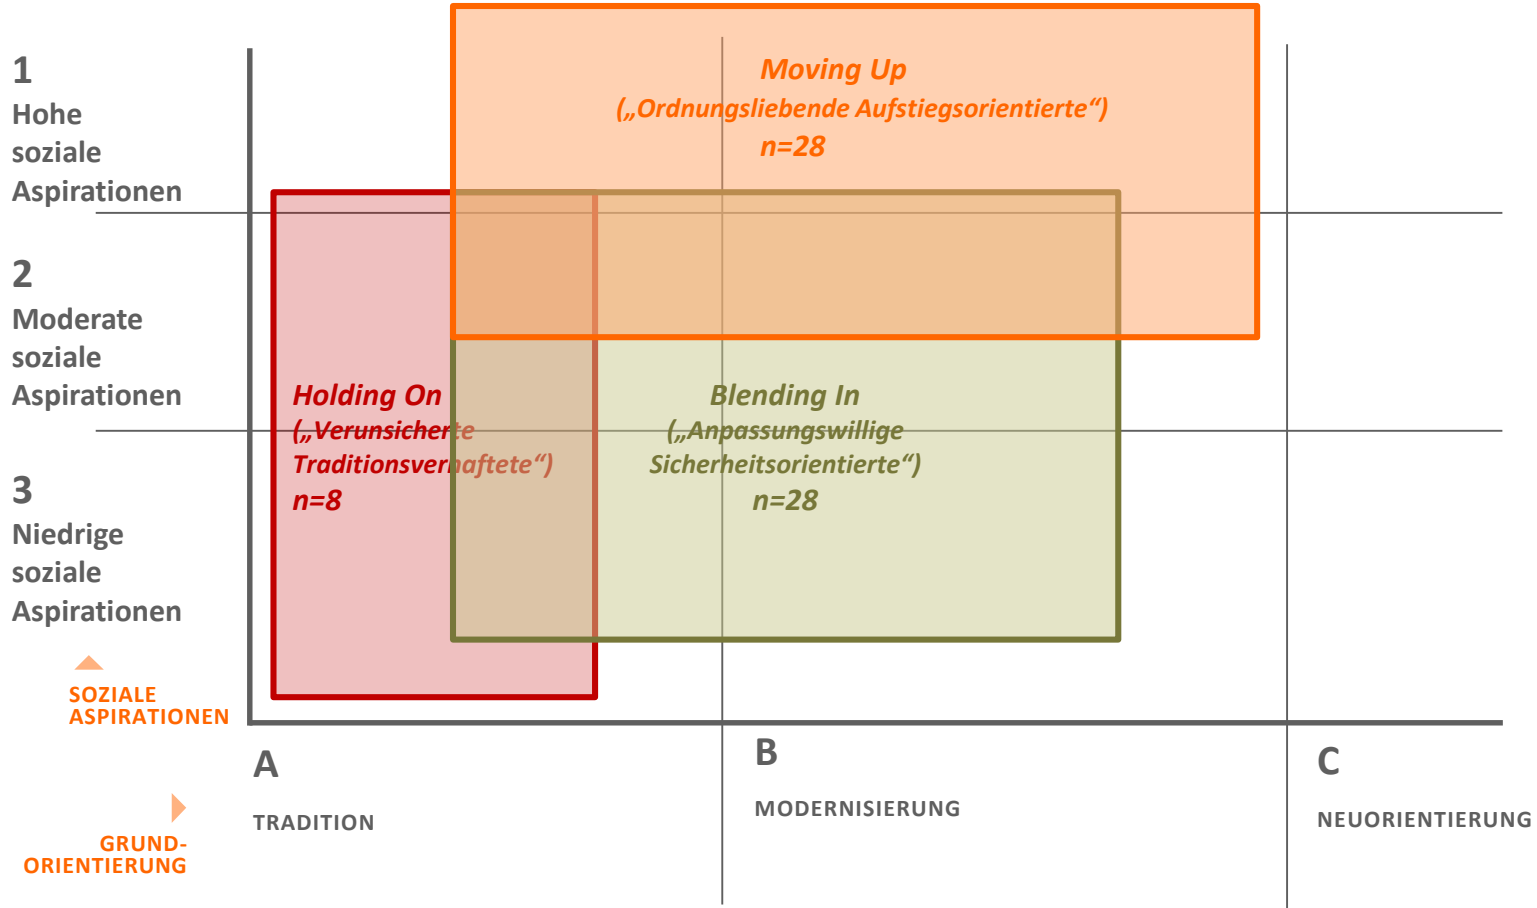 1
Hohe
soziale
Aspirationen
2
Moderate
soziale
Aspirationen
3
Niedrige
soziale
Aspirationen
SOZIALE
ASPIRATIONEN
GRUND-
ORIENTIERUNG
Moving Up
(„Ordnungsliebende Aufstiegsorientierte“)
n=28
Holding On
(„Verunsicherte
Traditionsverhaftete“)
n=8
Blending In
(„Anpassungswillige
Sicherheitsorientierte“)
n=28
A
TRADITION
B
MODERNISIERUNG
C
NEUORIENTIERUNG